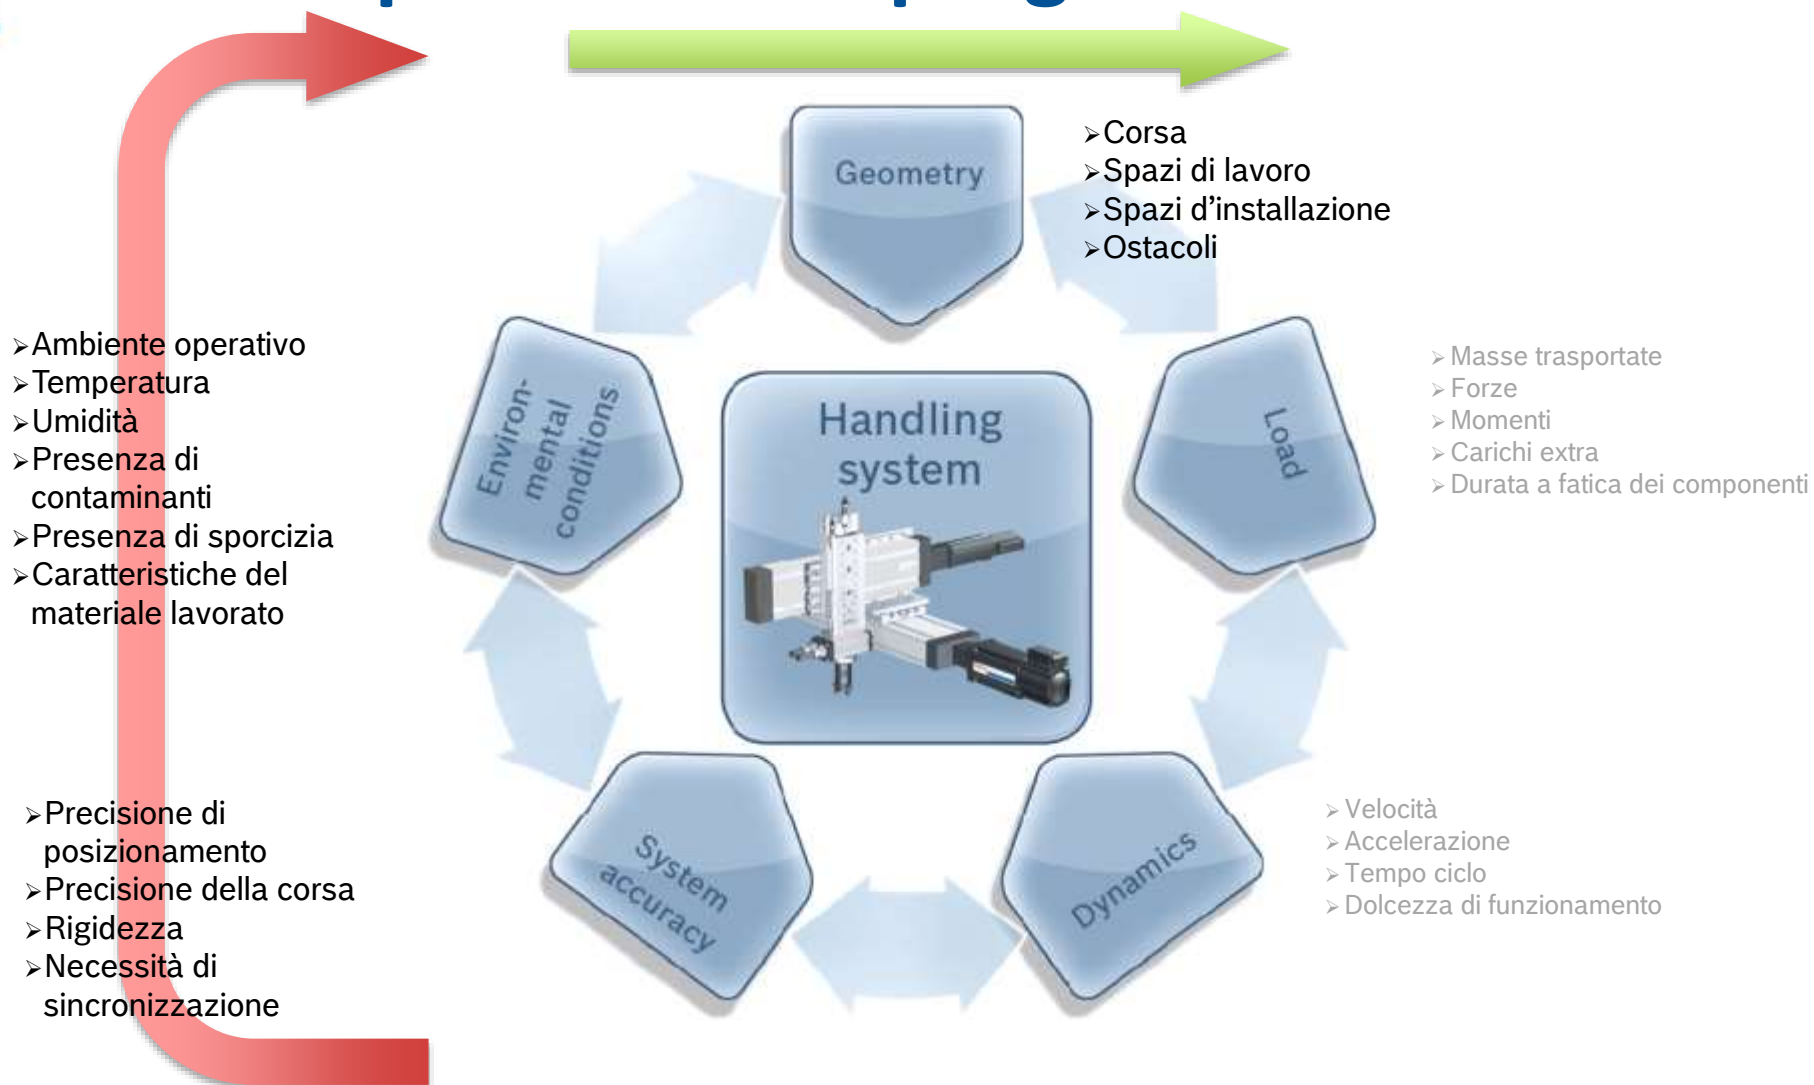 Geometry
➢Corsa
➢Spazi di lavoro
➢Spazi d’installazione
➢Ostacoli
➢Ambiente operativo
➢Temperatura
➢Umidità
➢Presenza di
contaminanti
➢Presenza di sporcizia
➢Caratteristiche del
materiale lavorato
Environ-
mental
conditions
Handling
system
Load
➢Masse trasportate
➢Forze
➢Momenti
➢Carichi extra
➢Durata a fatica dei componenti
➢Precisione di
posizionamento
➢Precisione della corsa
➢Rigidezza
➢Necessità di
sincronizzazione
System
accuracy
Dynamics
➢Velocità
➢Accelerazione
➢Tempo ciclo
➢Dolcezza di funzionamento